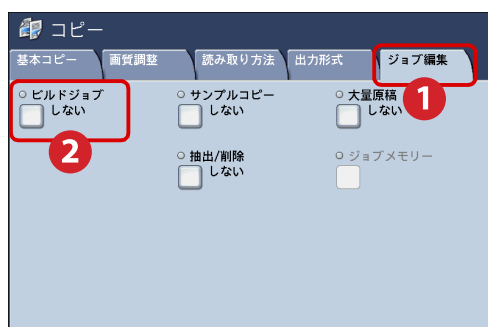 コピー
基本コピー 画質調整 読み取り方法 出力形式 ジョブ編集
ビルドジョブ サンプルコピー 大量原稿 1
しない しない しない
2
抽出/削除 ジョブメモリー
しない